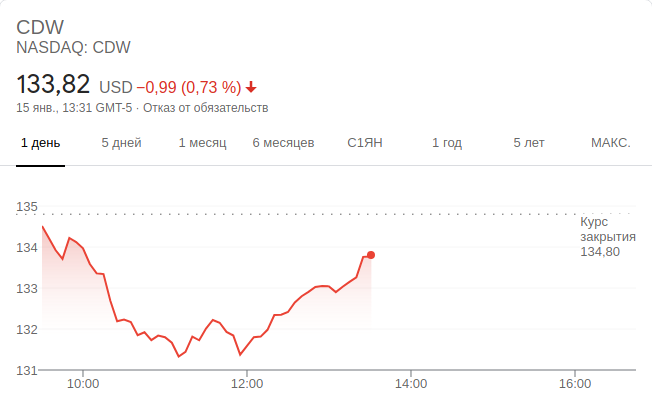 CDW
NASDAQ: CDW
133,82 USD −0,99 (0,73 %)
15 янв., 13:31 GMT-5 · Отказ от обязательств
1 день 5 дней 1 месяц 6 месяцев С1ЯН 1 год 5 лет МАКС.
135
Курс
закрытия
134,80
134
133
132
131
10:00 12:00 14:00 16:00